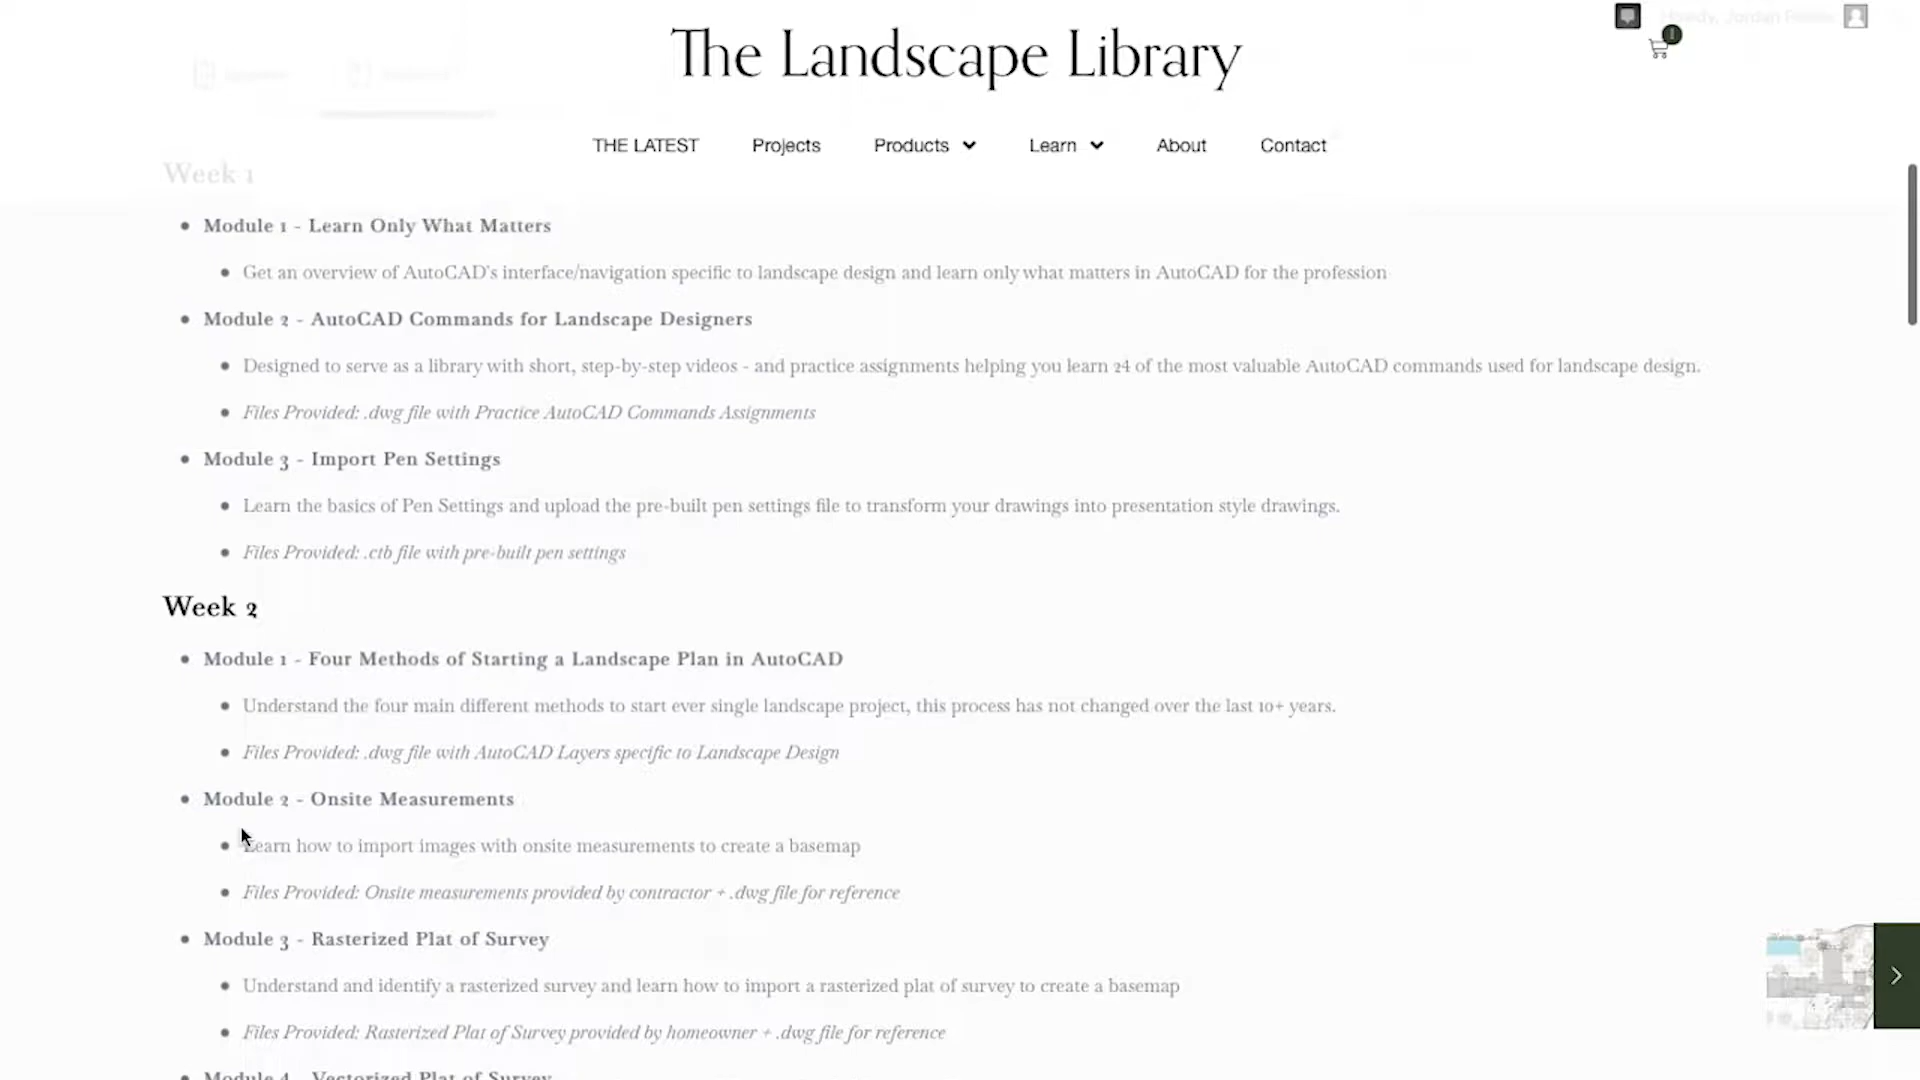 Howdy, Jordan
The Landscape Library
1
THE LATEST Projects Products Learn About Contact
Week 1
Module 1 - Learn Only What Matters
Get an overview of AutoCAD's interface/navigation specific to landscape design and learn only what matters in AutoCAD for the profession
Module 2 - AutoCAD Commands for Landscape Designers
Designed to serve as a library with short, step-by-step videos - and practice assignments helping you learn 24 of the most valuable AutoCAD commands used for landscape design.
Files Provided: .dwg file with Practice AutoCAD Commands Assignments
Module 3 - Import Pen Settings
Learn the basics of Pen Settings and upload the pre-built pen settings file to transform your drawings into presentation style drawings.
Files Provided: .ctb file with pre-built pen settings
Week 2
Module 1 - Four Methods of Starting a Landscape Plan in AutoCAD
Understand the four main different methods to start ever single landscape project, this process has not changed over the last 10+ years.
Files Provided: .dwg file with AutoCAD Layers specific to Landscape Design
Module 2 - Onsite Measurements
Learn how to import images with onsite measurements to create a basemap
Files Provided: Onsite measurements provided by contractor + .dwg file for reference
Module 3 - Rasterized Plat of Survey
Understand and identify a rasterized survey and learn how to import a rasterized plat of survey to create a basemap
Files Provided: Rasterized Plat of Survey provided by homeowner + .dwg file for reference
Module 4 - Vectorized Plat of Survey